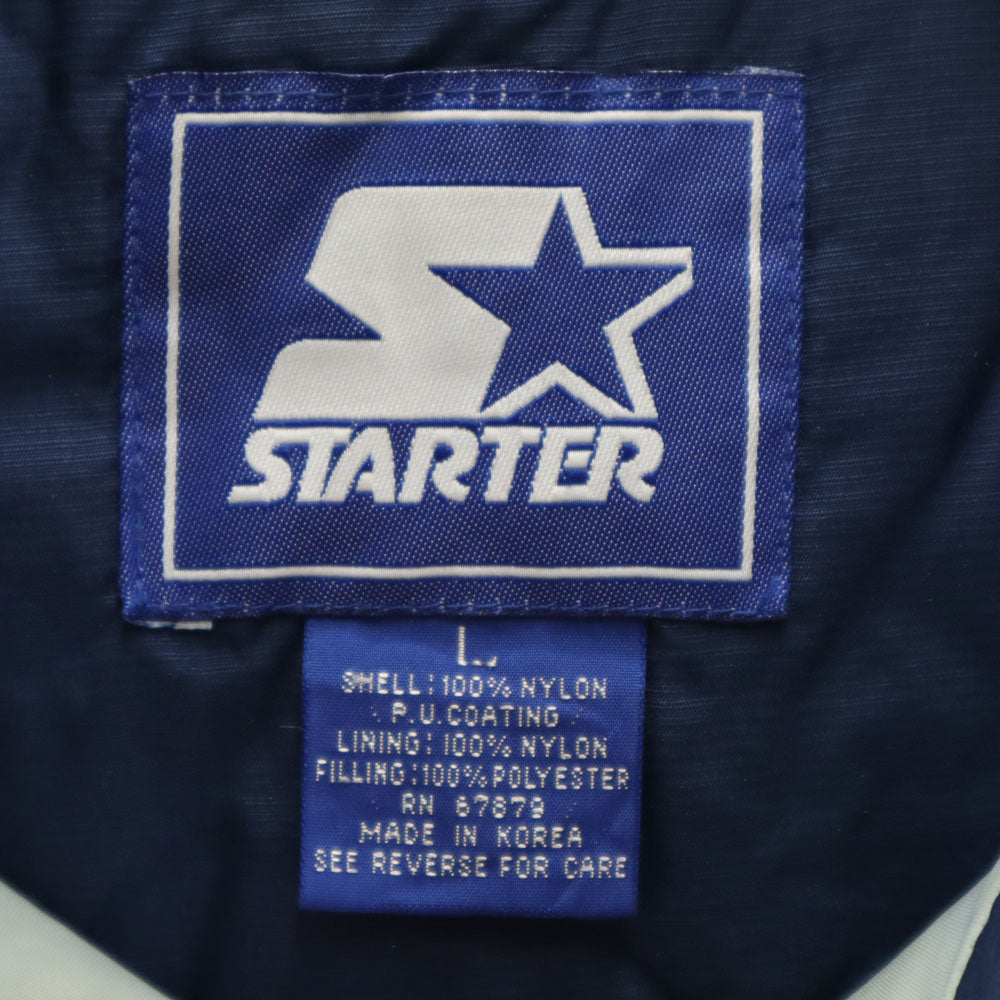 STARTER
L
SHELL:100% NYLON
P.U.COATING
LINING:100% NYLON
FILLING:100%POLYESTER
RN 67879
MADE IN KOREA
SEE REVERSE FOR CARE